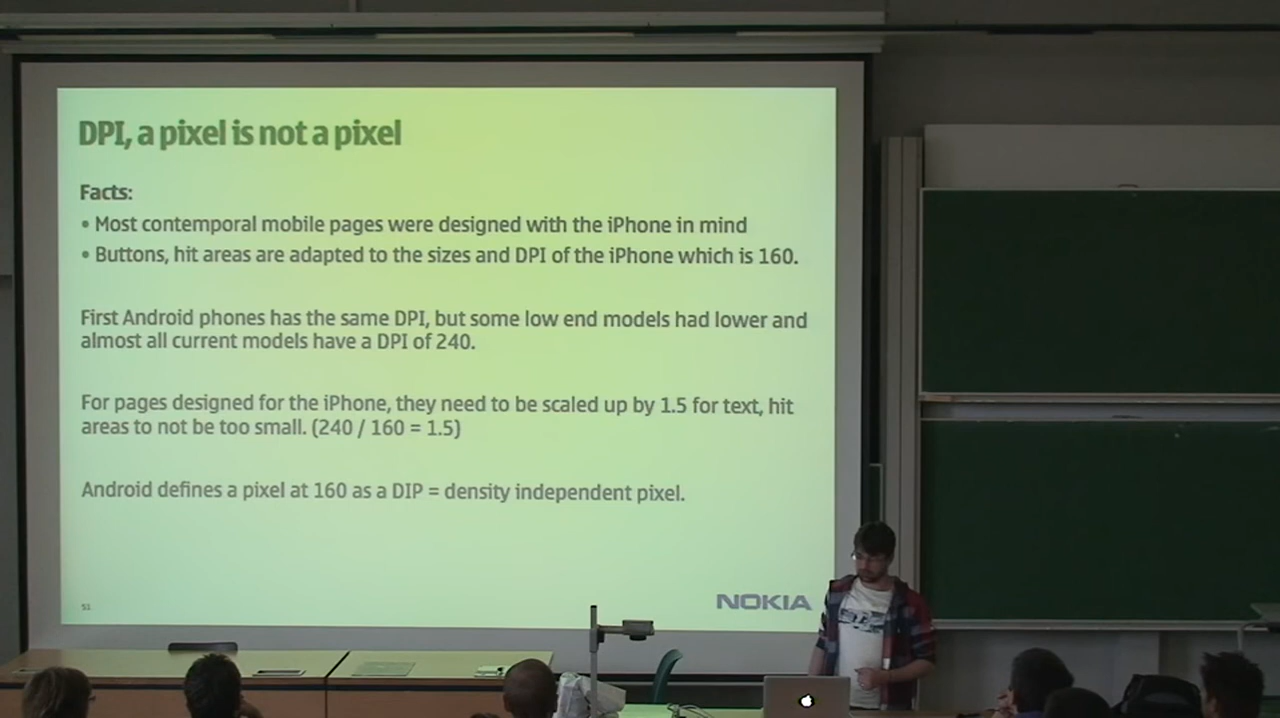 DPI, a pixel is not a pixel
Facts:
• Most contemporal mobile pages were designed with the iPhone in mind
• Buttons, hit areas are adapted to the sizes and DPI of the iPhone which is 160.
First Android phones has the same DPI, but some low end models had lower and
almost all current models have a DPI of 240.
For pages designed for the iPhone, they need to be scaled up by 1.5 for text, hit
areas to not be too small. (240 / 160 = 1.5)
Android defines a pixel at 160 as a DIP = density independent pixel.
51
NOKIA